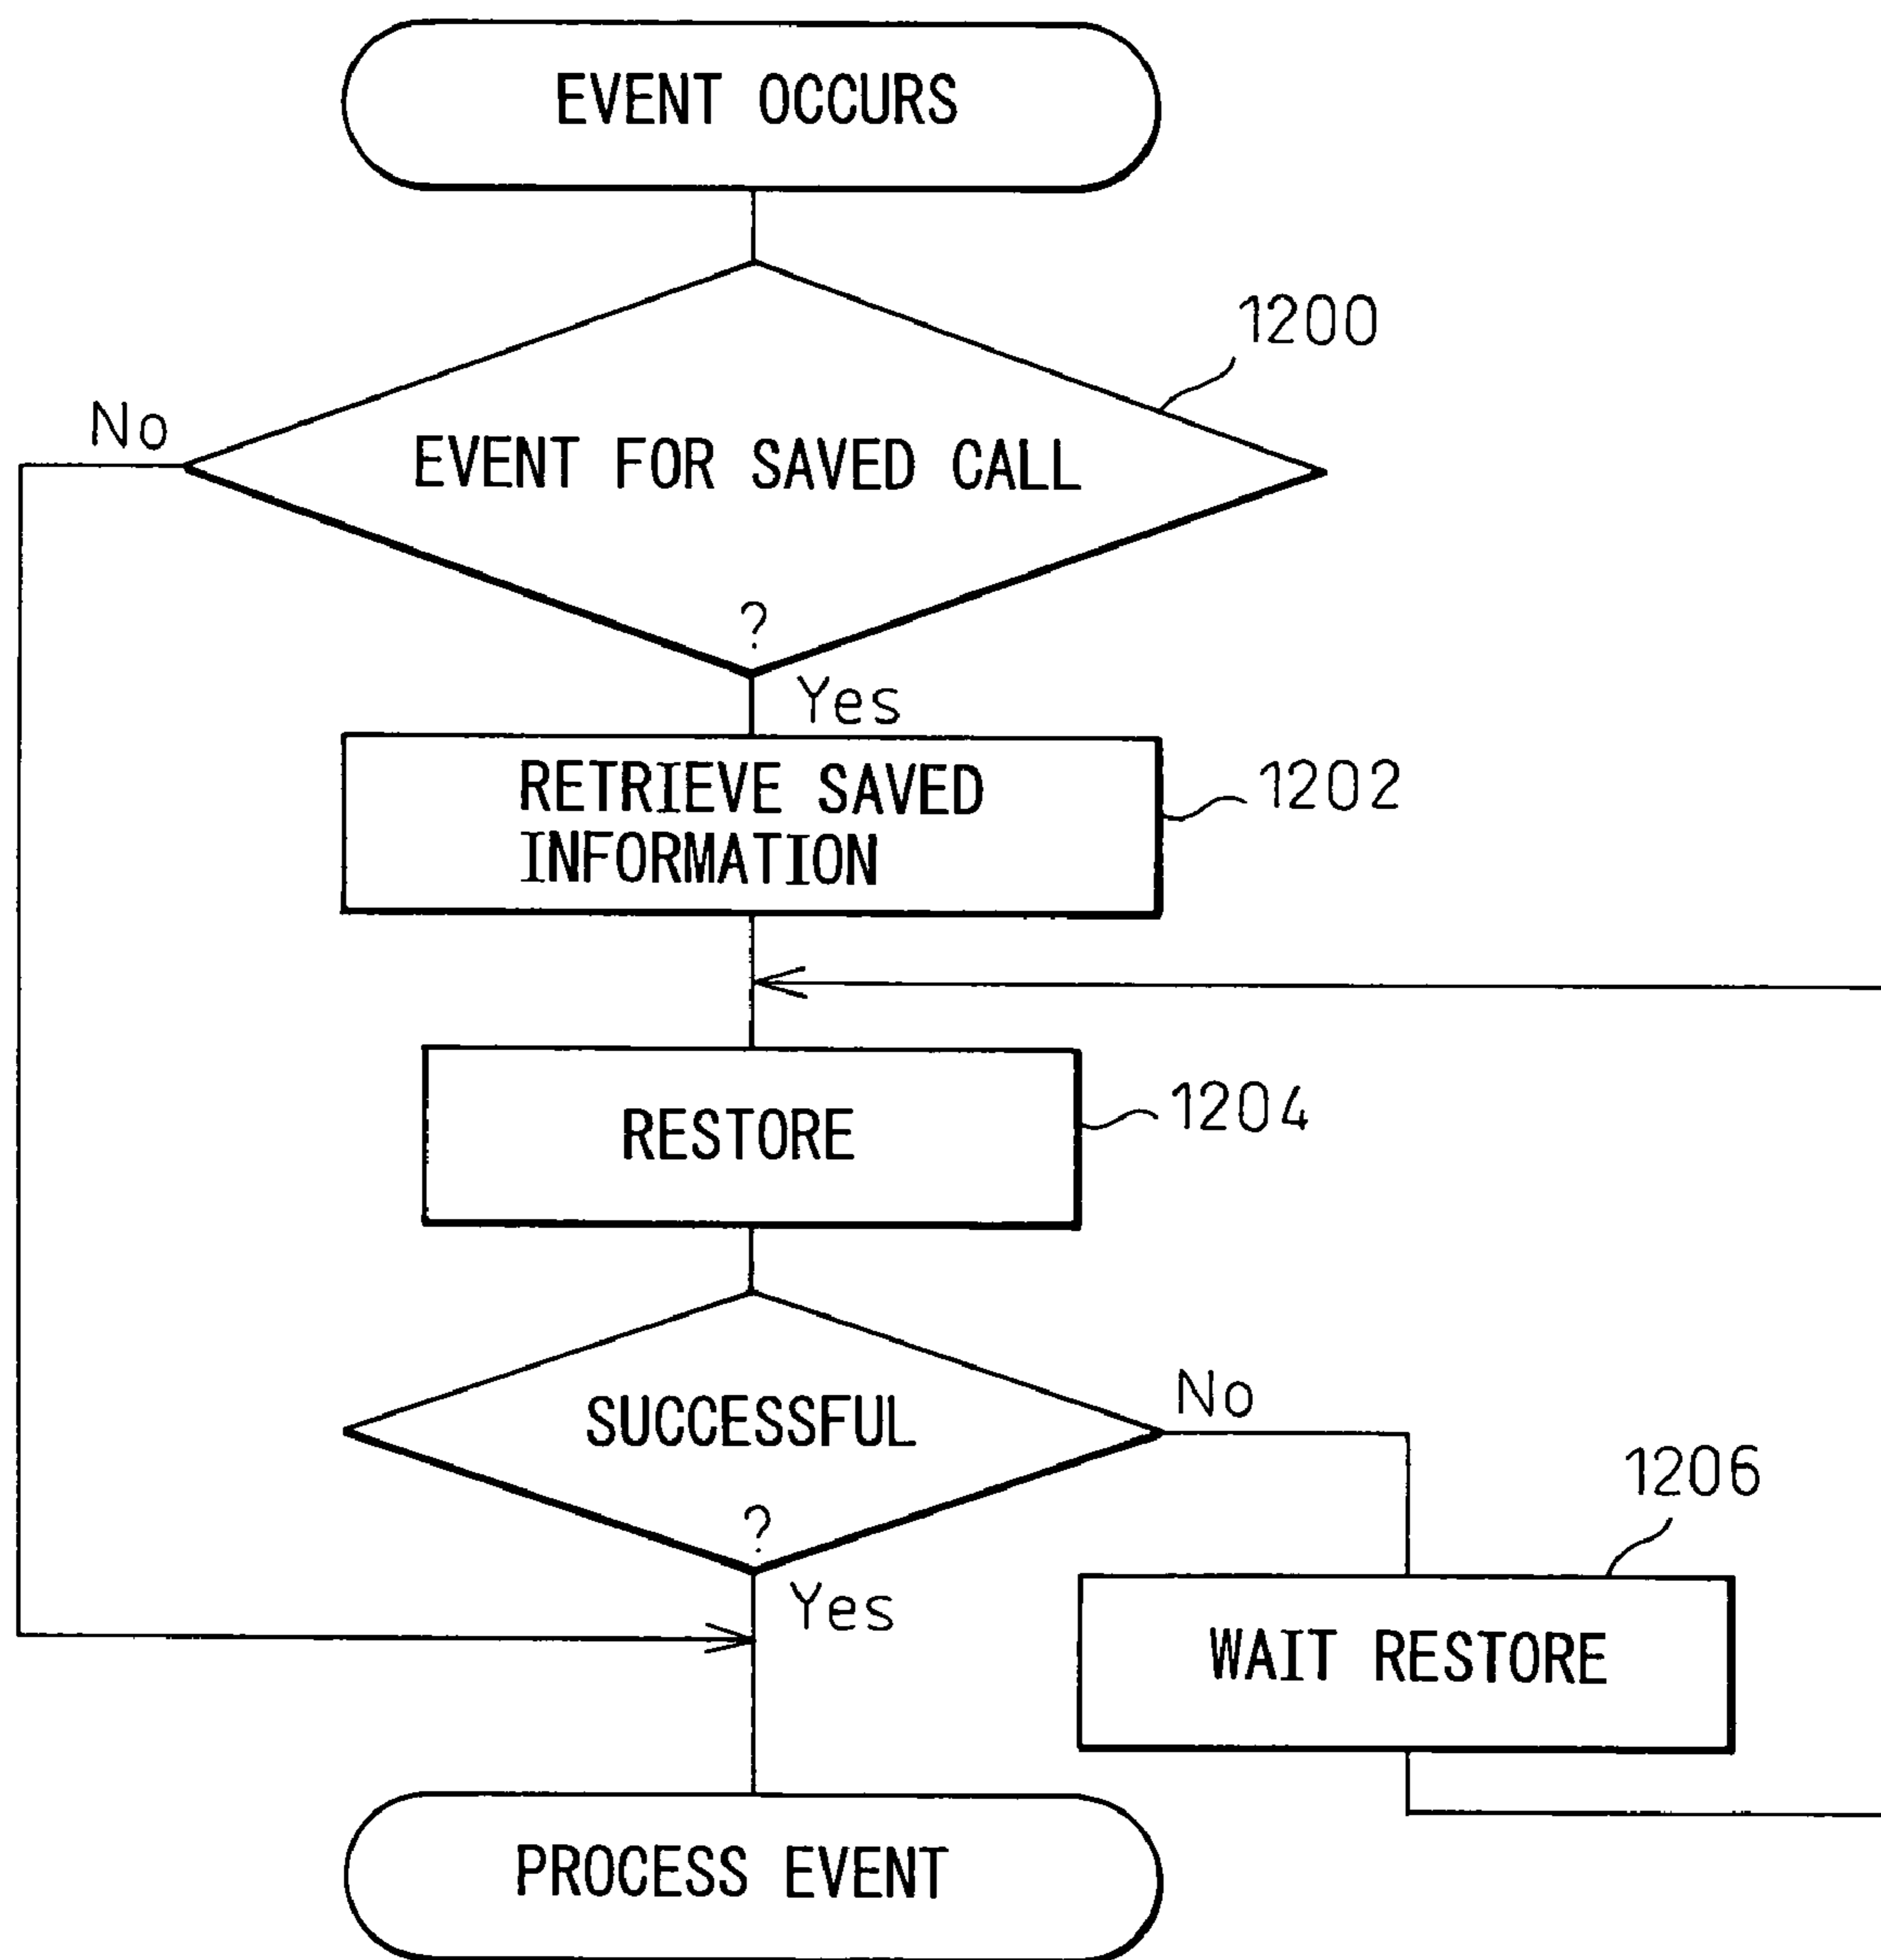 EVENT OCCURS
1200
No
EVENT FOR SAVED CALL
?
Yes
RETRIEVE SAVED
INFORMATION
1202
RESTORE
1204
SUCCESSFUL
?
No
Yes
1206
WAIT RESTORE
PROCESS EVENT